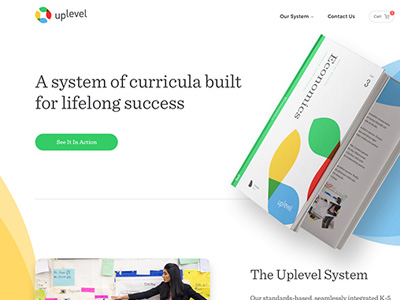 uplevel
Our System
Contact Us
Call
A system of curricula built
for lifelong success
See It In Action
Economics
uplevel
The Uplevel System
Our standards-based, seamlessly integrated K-5